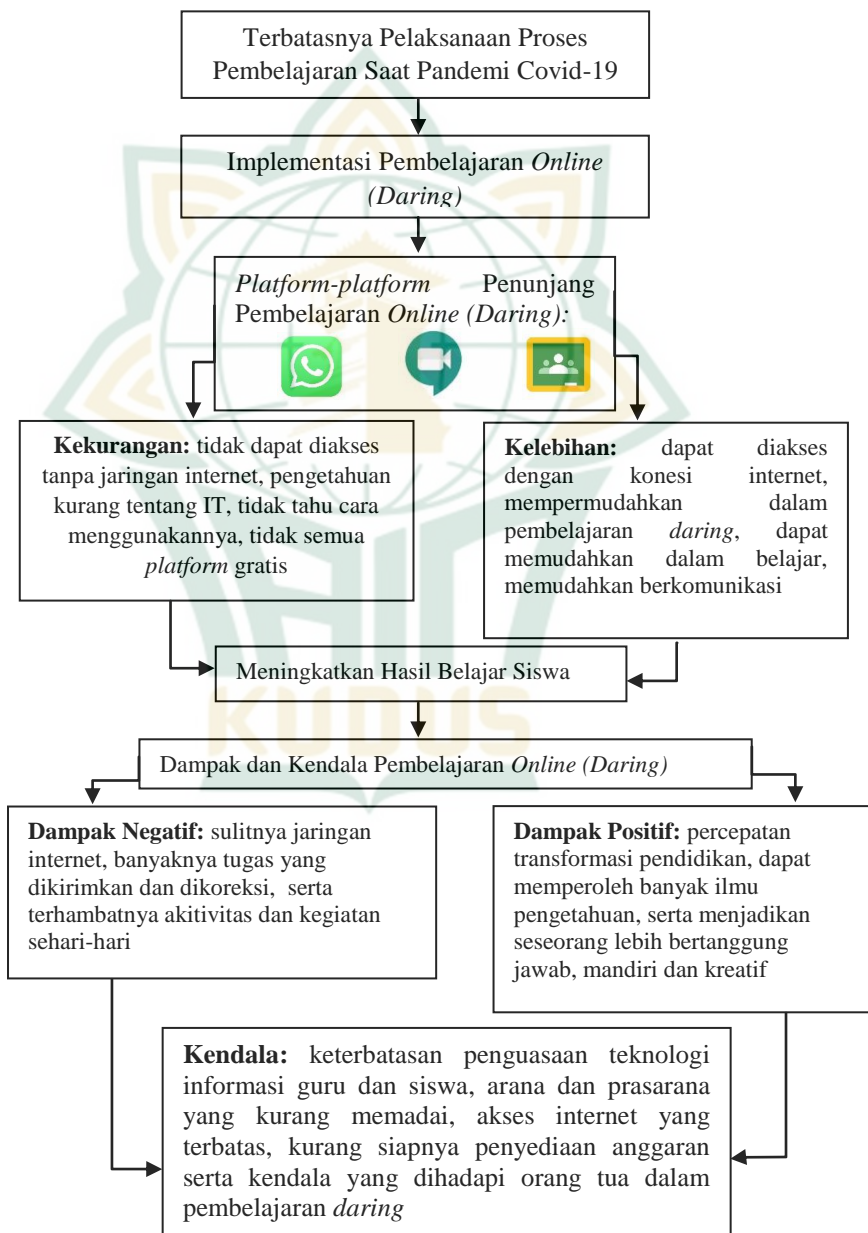 Terbatasnya Pelaksanaan Proses
Pembelajaran Saat Pandemi Covid-19
Implementasi Pembelajaran Online
(Daring)
Platform-platform Penunjang
Pembelajaran Online (Daring):
Kekurangan: tidak dapat diakses
tanpa jaringan internet, pengetahuan
kurang tentang IT, tidak tahu cara
menggunakannya, tidak semua
platform gratis
Kelebihan: dapat diakses
dengan konesi internet,
mempermudahkan dalam
pembelajaran daring, dapat
memudahkan dalam belajar,
memudahkan berkomunikasi
Meningkatkan Hasil Belajar Siswa
KUDUS
Dampak dan Kendala Pembelajaran Online (Daring)
Dampak Negatif: sulitnya jaringan
internet, banyaknya tugas yang
dikirimkan dan dikoreksi, serta
terhambatnya akitivitas dan kegiatan
sehari-hari
Dampak Positif: percepatan
transformasi pendidikan, dapat
memperoleh banyak ilmu
pengetahuan, serta menjadikan
seseorang lebih bertanggung
jawab, mandiri dan kreatif
Kendala: keterbatasan penguasaan teknologi
informasi guru dan siswa, arana dan prasarana
yang kurang memadai, akses internet yang
terbatas, kurang siapnya penyediaan anggaran
serta kendala yang dihadapi orang tua dalam
pembelajaran daring